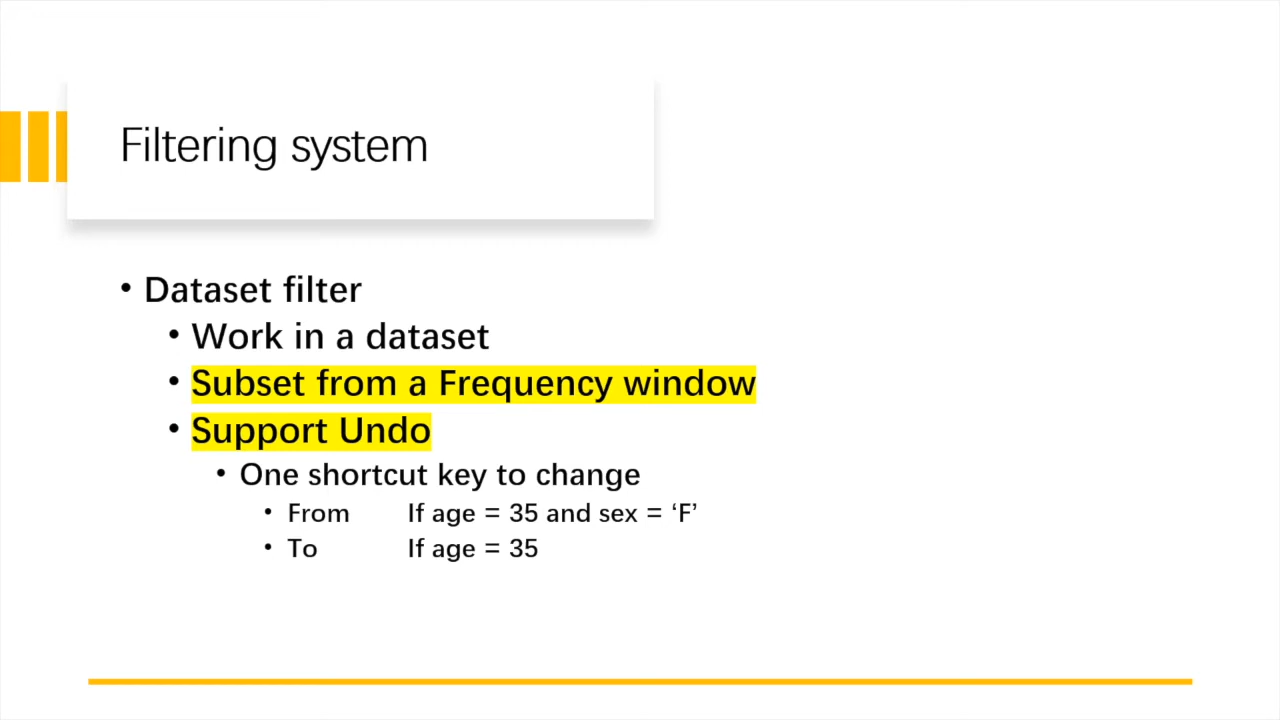 Filtering system
• Dataset filter
• Work in a dataset
• Subset from a Frequency window
• Support Undo
• One shortcut key to change
• From If age = 35 and sex = ‘F’
• To If age = 35